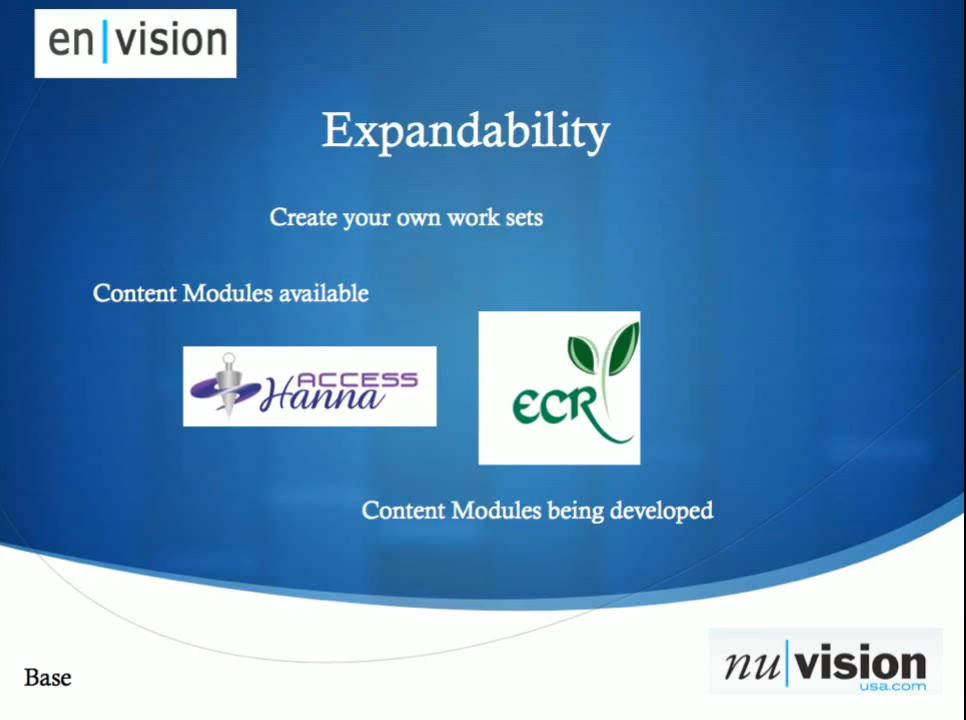 en|vision
Expandability
Create your own work sets
Content Modules available
ACCESS
Hanna
ECR
Content Modules being developed
nu|vision
usa.com
Base